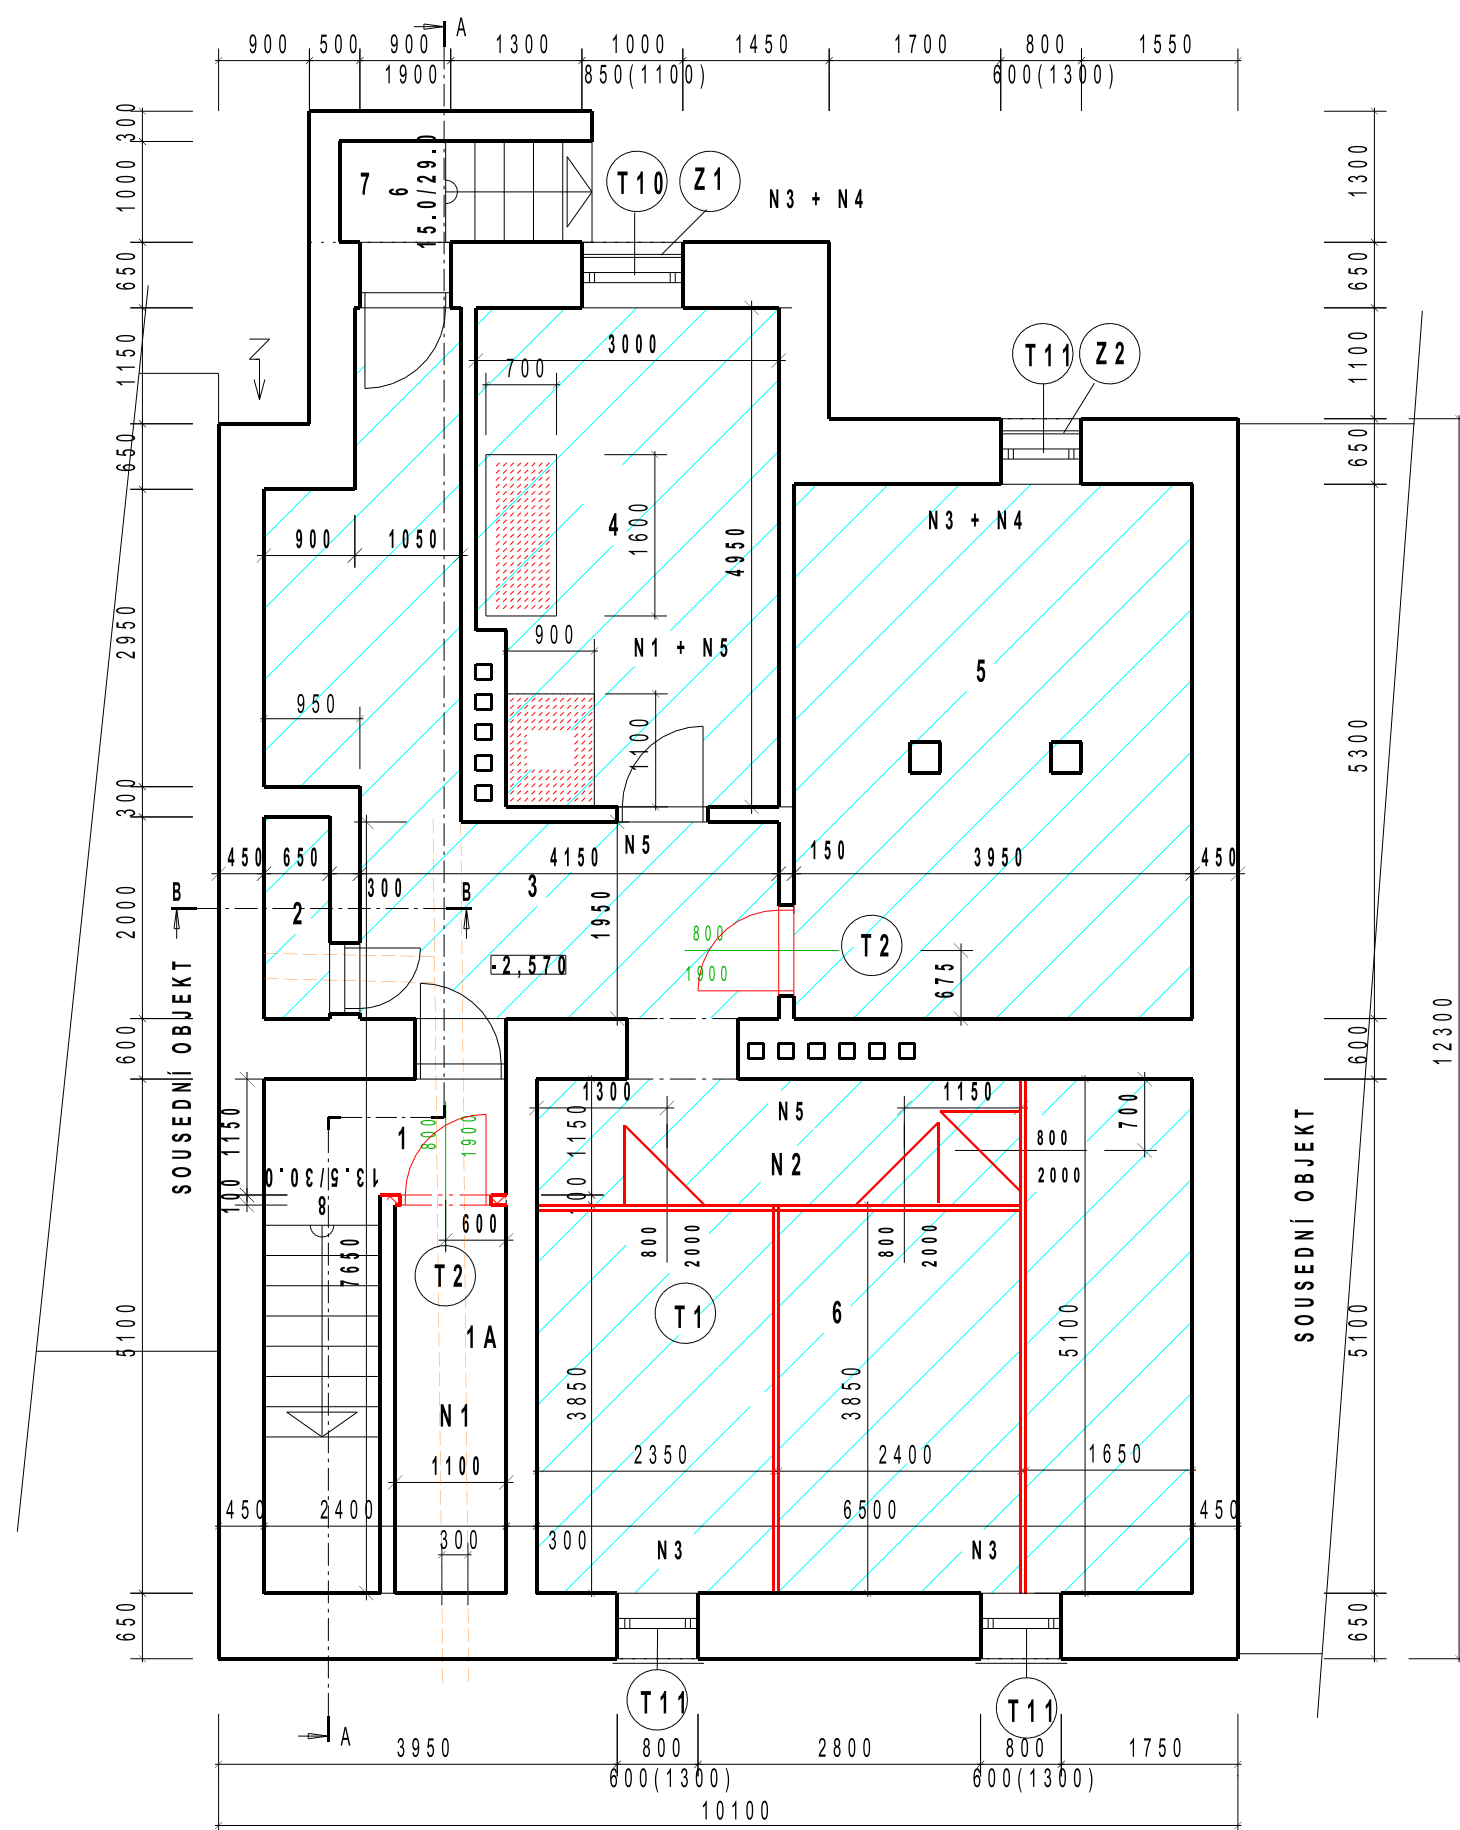 A
900 500 900 1300 1000 1450 1700 800 1550
1900 850(1100) 600(1300)
300
1000
650
1150
650
2950
300
2000
600
5100
650
7
6
15.0/29.0
T10
Z1
N3 + N4
1300
650
1100
650
5300
600
5100
650
12300
T11
Z2
3000
700
4
1600
4950
N3 + N4
900 1050
900
N1 + N5
5
950
1100
N5
450 650 4150 150 3950 450
300
3
B B
2
1950
800
1900
T2
-2,570
675
SOUSEDNÍ OBJEKT
SOUSEDNÍ OBJEKT
1150
100
1
800
1900
13.5/30.0
8
1300
1150
100
N5
N2
1150
800
2000
700
600
T2
7650
800
2000
800
2000
T1
6
1A
5100
3850
3850
N1
1100
2350 2400 1650
450 2400 6500 450
300 300
N3 N3
T11
T11
A
3950 800 2800 800 1750
600(1300) 600(1300)
10100